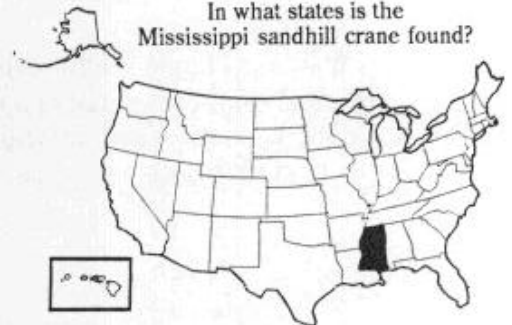 In what states is the
Mississippi sandhill crane found?